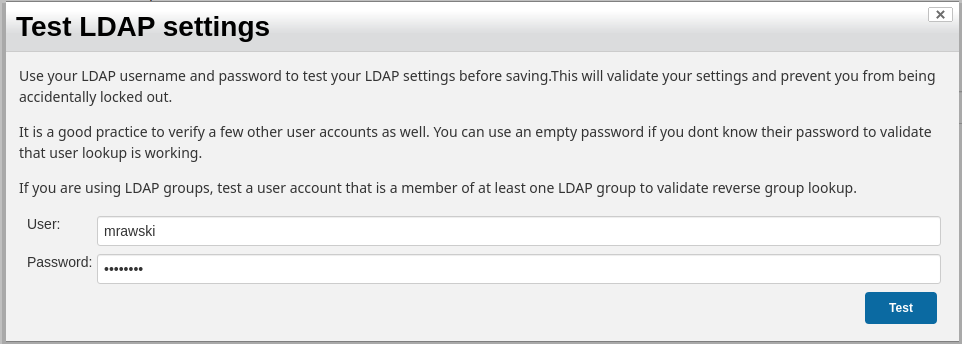 Test LDAP settings
Use your LDAP username and password to test your LDAP settings before saving.This will validate your settings and prevent you from being
accidentally locked out.
It is a good practice to verify a few other user accounts as well. You can use an empty password if you dont know their password to validate
that user lookup is working.
If you are using LDAP groups, test a user account that is a member of at least one LDAP group to validate reverse group lookup.
User: mrawski
Password: ••••••••
Test